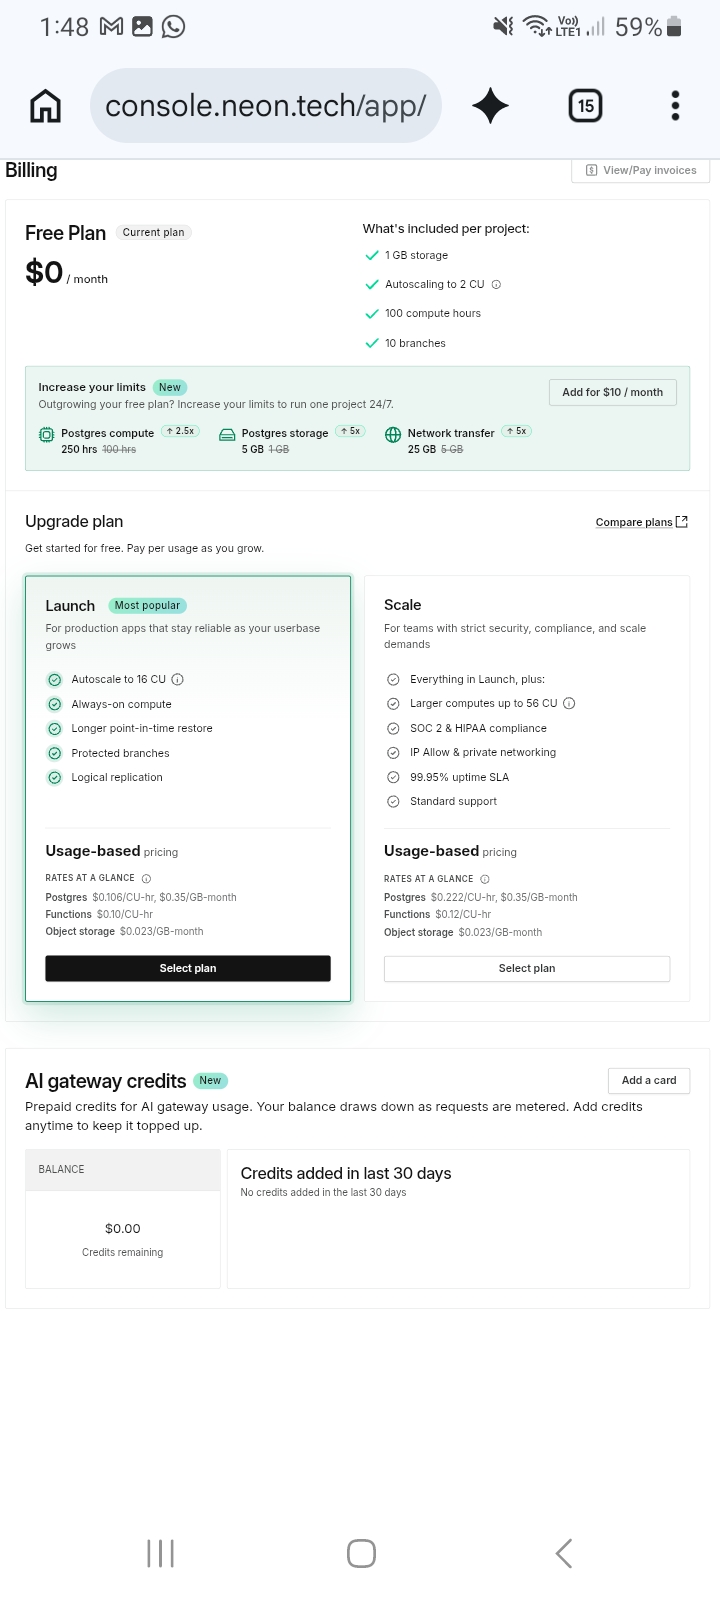 1:48
Vo))
LTE1
59%
console.neon.tech/app/
15
Billing
View/Pay invoices
Free Plan Current plan
$0 / month
What's included per project:
1 GB storage
Autoscaling to 2 CU
100 compute hours
10 branches
Increase your limits New
Outgrowing your free plan? Increase your limits to run one project 24/7.
Add for $10 / month
Postgres compute ↑ 2.5x
250 hrs 100 hrs
Postgres storage ↑ 5x
5 GB 1 GB
Network transfer ↑ 5x
25 GB 5 GB
Upgrade plan
Compare plans
Get started for free. Pay per usage as you grow.
Launch Most popular
For production apps that stay reliable as your userbase
grows
Autoscale to 16 CU
Always-on compute
Longer point-in-time restore
Protected branches
Logical replication
Usage-based pricing
RATES AT A GLANCE
Postgres $0.106/CU-hr, $0.35/GB-month
Functions $0.10/CU-hr
Object storage $0.023/GB-month
Select plan
Scale
For teams with strict security, compliance, and scale
demands
Everything in Launch, plus:
Larger computes up to 56 CU
SOC 2 & HIPAA compliance
IP Allow & private networking
99.95% uptime SLA
Standard support
Usage-based pricing
RATES AT A GLANCE
Postgres $0.222/CU-hr, $0.35/GB-month
Functions $0.12/CU-hr
Object storage $0.023/GB-month
Select plan
AI gateway credits New
Add a card
Prepaid credits for AI gateway usage. Your balance draws down as requests are metered. Add credits
anytime to keep it topped up.
BALANCE
$0.00
Credits remaining
Credits added in last 30 days
No credits added in the last 30 days